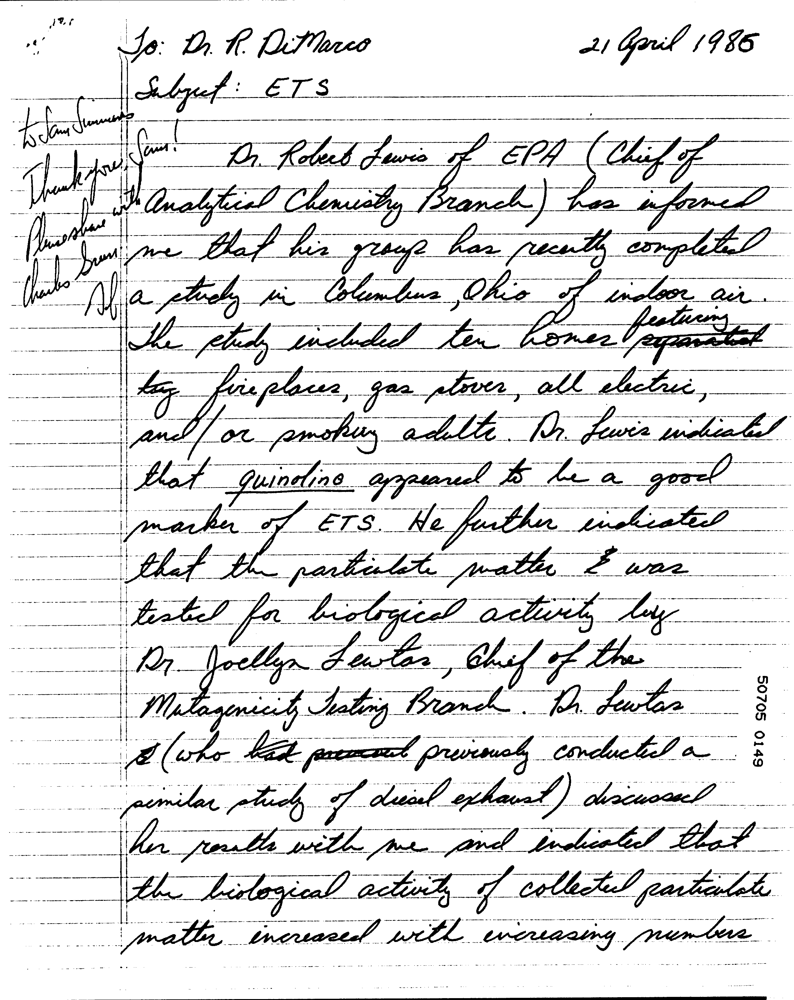 To: Dr. R. DiMarco 21 April 1985
Subject: ETS
to Sam Simmons
Thank you, Sam!
Please share with
Charles Green
Dr. Robert Lewis of EPA (Chief of
Analytical Chemistry Branch) has informed
me that his group has recently completed
a study in Columbus, Ohio of indoor air.
The study included ten homes featuring
by fireplaces, gas stoves, all electric,
and/or smoking adults. Dr. Lewis indicated
that quinoline appeared to be a good
marker of ETS. He further indicated
that the particulate matter & was
tested for biological activity by
Dr. Joellyn Lewtas, Chief of the
Mutagenicity Testing Branch. Dr. Lewtas
(who had previously conducted a
similar study of diesel exhaust) discussed
her results with me and indicated that
the biological activity of collected particulate
matter increased with increasing numbers
50705 0149